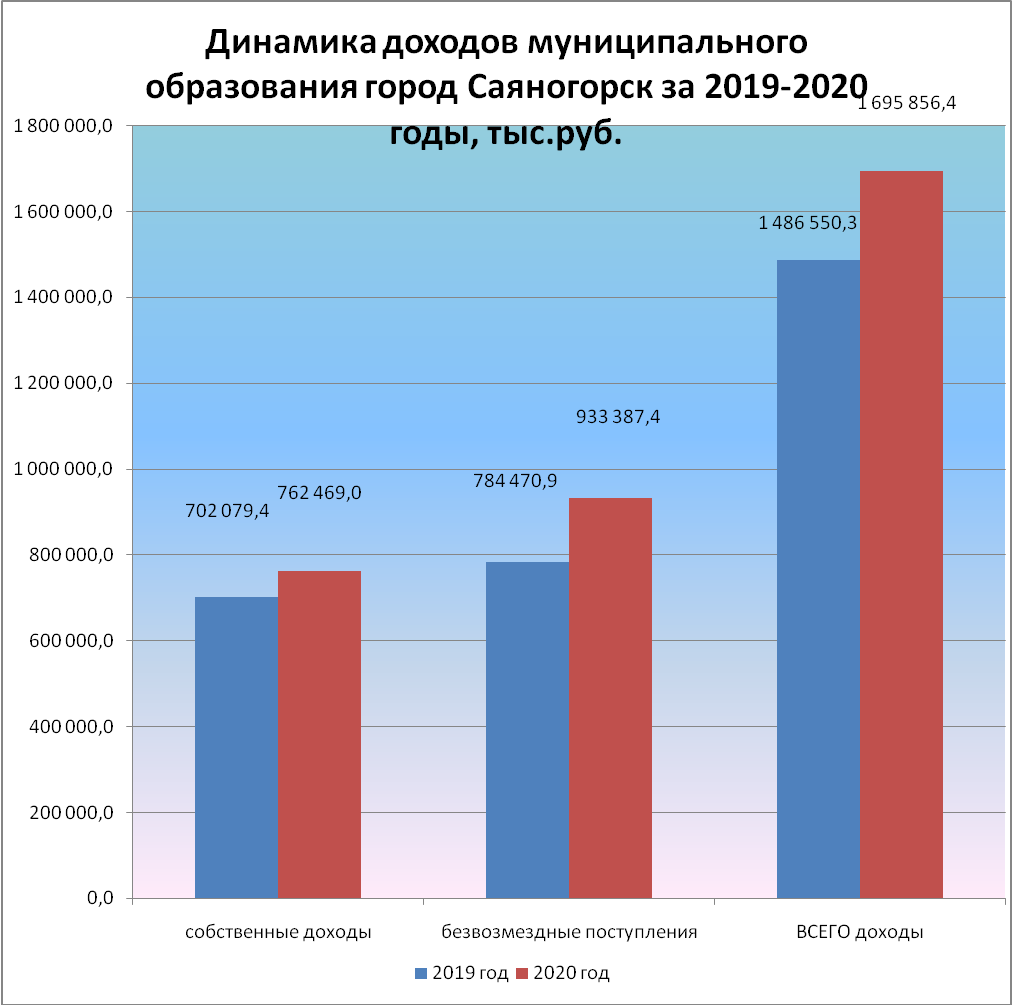 Динамика доходов муниципального
образования город Саяногорск за 2019-2020
годы, тыс.руб.
1 695 856,4
1 800 000,0
1 600 000,0
1 486 550,3
1 400 000,0
1 200 000,0
933 387,4
1 000 000,0
784 470,9
762 469,0
702 079,4
800 000,0
600 000,0
400 000,0
200 000,0
0,0
собственные доходы
безвозмездные поступления
ВСЕГО доходы
2019 год
2020 год